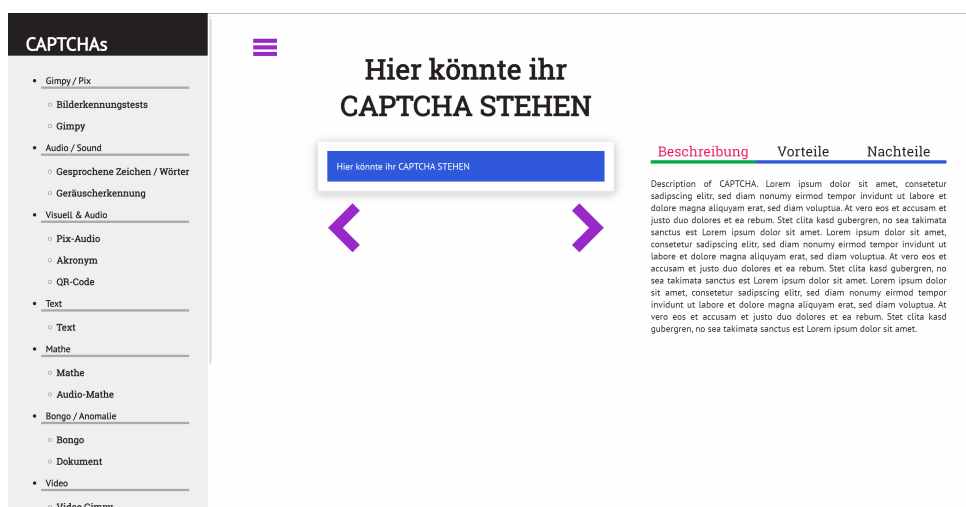 CAPTCHAs
Gimpy / Pix
Bilderkennungstests
Gimpy
Audio / Sound
Gesprochene Zeichen / Wörter
Geräuscherkennung
Visuell & Audio
Pix-Audio
Akronym
QR-Code
Text
Text
Mathe
Mathe
Audio-Mathe
Bongo / Anomalie
Bongo
Dokument
Video
Video Gimpy
Hier könnte ihr
CAPTCHA STEHEN
Hier könnte ihr CAPTCHA STEHEN
Beschreibung Vorteile Nachteile
Description of CAPTCHA. Lorem ipsum dolor sit amet, consetetur
sadipscing elitr, sed diam nonumy eirmod tempor invidunt ut labore et
dolore magna aliquyam erat, sed diam voluptua. At vero eos et accusam et
justo duo dolores et ea rebum. Stet clita kasd gubergren, no sea takimata
sanctus est Lorem ipsum dolor sit amet. Lorem ipsum dolor sit amet,
consetetur sadipscing elitr, sed diam nonumy eirmod tempor invidunt ut
labore et dolore magna aliquyam erat, sed diam voluptua. At vero eos et
accusam et justo duo dolores et ea rebum. Stet clita kasd gubergren, no
sea takimata sanctus est Lorem ipsum dolor sit amet. Lorem ipsum dolor
sit amet, consetetur sadipscing elitr, sed diam nonumy eirmod tempor
invidunt ut labore et dolore magna aliquyam erat, sed diam voluptua. At
vero eos et accusam et justo duo dolores et ea rebum. Stet clita kasd
gubergren, no sea takimata sanctus est Lorem ipsum dolor sit amet.